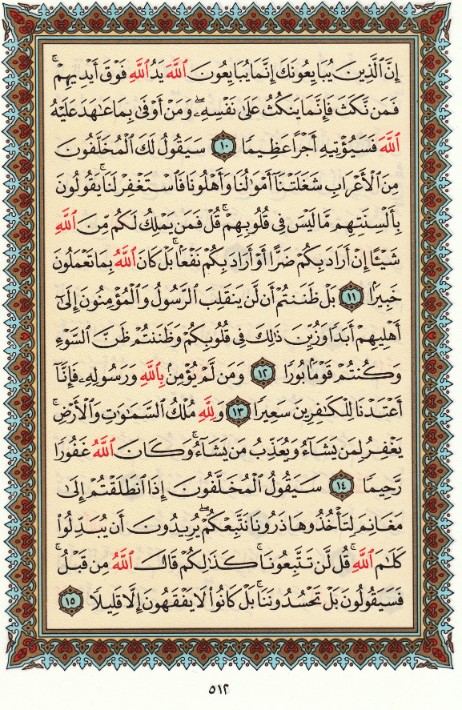 إِنَّ ٱلَّذِينَ يُبَايِعُونَكَ إِنَّمَا يُبَايِعُونَ ٱللَّهَ يَدُ ٱللَّهِ فَوْقَ أَيْدِيهِمْۚ
فَمَن نَّكَثَ فَإِنَّمَا يَنكُثُ عَلَىٰ نَفْسِهِۦۖ وَمَنْ أَوْفَىٰ بِمَا عَٰهَدَ عَلَيْهُ
ٱللَّهَ فَسَيُؤْتِيهِ أَجْرًا عَظِيمًا ١٠ سَيَقُولُ لَكَ ٱلْمُخَلَّفُونَ
مِنَ ٱلْأَعْرَابِ شَغَلَتْنَآ أَمْوَٰلُنَا وَأَهْلُونَا فَٱسْتَغْفِرْ لَنَاۚ يَقُولُونَ
بِأَلْسِنَتِهِم مَّا لَيْسَ فِي قُلُوبِهِمْۚ قُلْ فَمَن يَمْلِكُ لَكُم مِّنَ ٱللَّهِ
شَيْـًٔا إِنْ أَرَادَ بِكُمْ ضَرًّا أَوْ أَرَادَ بِكُمْ نَفْعَۢاۚ بَلْ كَانَ ٱللَّهُ بِمَا تَعْمَلُونَ
خَبِيرًۢا ١١ بَلْ ظَنَنتُمْ أَن لَّن يَنقَلِبَ ٱلرَّسُولُ وَٱلْمُؤْمِنُونَ إِلَىٰٓ
أَهْلِيهِمْ أَبَدًا وَزُيِّنَ ذَٰلِكَ فِي قُلُوبِكُمْ وَظَنَنتُمْ ظَنَّ ٱلسَّوْءِ
وَكُنتُمْ قَوْمَۢا بُورًا ١٢ وَمَن لَّمْ يُؤْمِنۢ بِٱللَّهِ وَرَسُولِهِۦ فَإِنَّآ
أَعْتَدْنَا لِلْكَٰفِرِينَ سَعِيرًا ١٣ وَلِلَّهِ مُلْكُ ٱلسَّمَٰوَٰتِ وَٱلْأَرْضِۚ
يَغْفِرُ لِمَن يَشَآءُ وَيُعَذِّبُ مَن يَشَآءُۚ وَكَانَ ٱللَّهُ غَفُورًا
رَّحِيمًا ١٤ سَيَقُولُ ٱلْمُخَلَّفُونَ إِذَا ٱنطَلَقْتُمْ إِلَىٰ
مَغَانِمَ لِتَأْخُذُوهَا ذَرُونَا نَتَّبِعْكُمْۖ يُرِيدُونَ أَن يُبَدِّلُوا۟
كَلَٰمَ ٱللَّهِۚ قُل لَّن تَتَّبِعُونَا كَذَٰلِكُمْ قَالَ ٱللَّهُ مِن قَبْلُۖ
فَسَيَقُولُونَ بَلْ تَحْسُدُونَنَاۚ بَلْ كَانُوا۟ لَا يَفْقَهُونَ إِلَّا قَلِيلًا ١٥
٥١٢